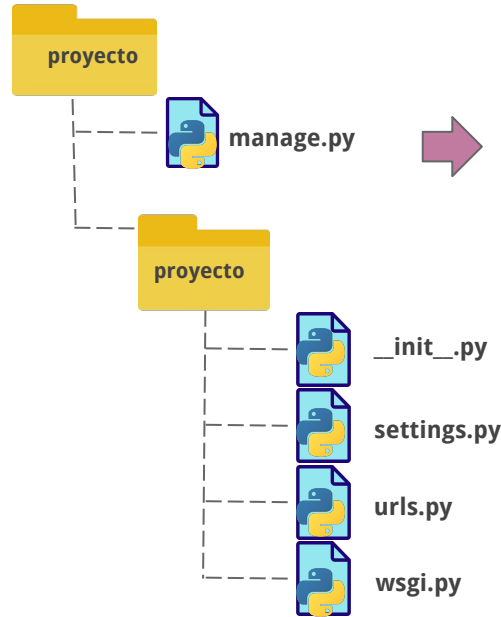 proyecto
manage.py
proyecto
__init__.py
settings.py
urls.py
wsgi.py